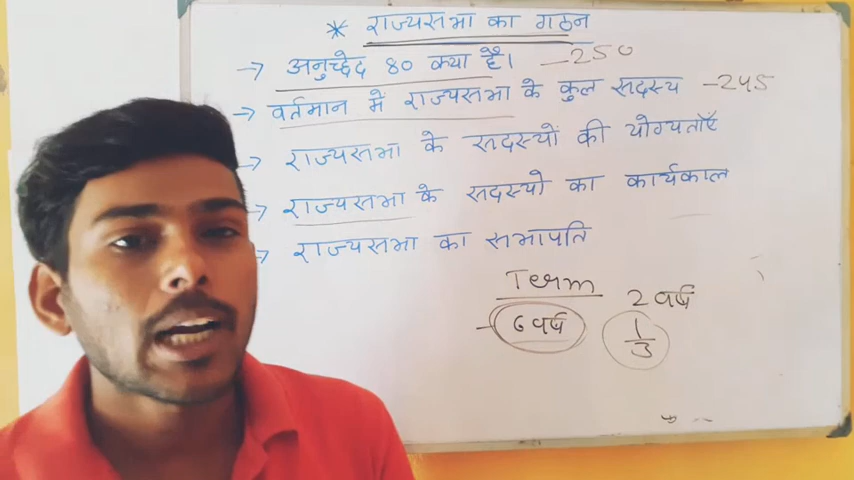 * राज्यसभा का गठन
→ अनुच्छेद 80 क्या है। - 250
→ वर्तमान में राज्यसभा के कुल सदस्य - 245
→ राज्यसभा के सदस्यों की योग्यताएँ
→ राज्यसभा के सदस्यो का कार्यकाल
→ राज्यसभा का सभापति
Term
- 6 वर्ष 2 वर्ष
1/3